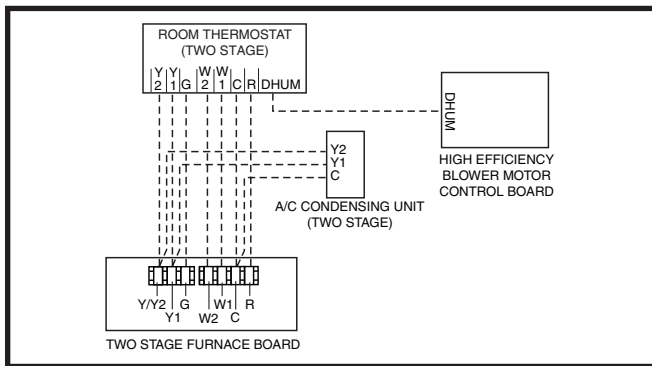 ROOM THERMOSTAT
(TWO STAGE)
Y Y W W
2 1 G 2 1 C R DHUM
DHUM
HIGH EFFICIENCY
BLOWER MOTOR
CONTROL BOARD
Y2
Y1
C
A/C CONDENSING UNIT
(TWO STAGE)
Y/Y2 G W1 R
Y1 W2 C
TWO STAGE FURNACE BOARD